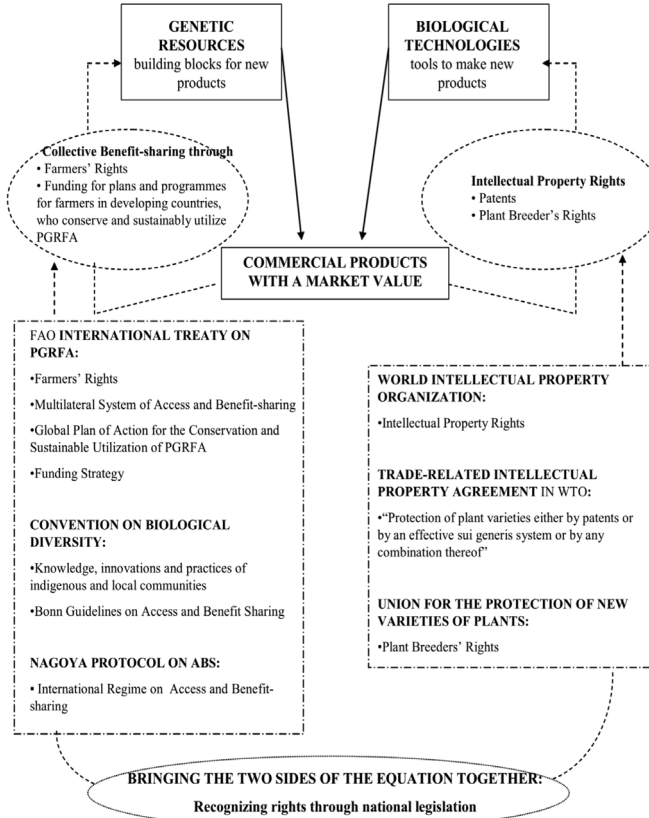 GENETIC
RESOURCES
building blocks for new
products
BIOLOGICAL
TECHNOLOGIES
tools to make new
products
Collective Benefit-sharing through
• Farmers' Rights
• Funding for plans and programmes
for farmers in developing countries,
who conserve and sustainably utilize
PGRFA
Intellectual Property Rights
• Patents
• Plant Breeder's Rights
COMMERCIAL PRODUCTS
WITH A MARKET VALUE
FAO INTERNATIONAL TREATY ON
PGRFA:
•Farmers' Rights
•Multilateral System of Access and Benefit-sharing
•Global Plan of Action for the Conservation and
Sustainable Utilization of PGRFA
•Funding Strategy
CONVENTION ON BIOLOGICAL
DIVERSITY:
•Knowledge, innovations and practices of
indigenous and local communities
•Bonn Guidelines on Access and Benefit Sharing
NAGOYA PROTOCOL ON ABS:
• International Regime on Access and Benefit-
sharing
WORLD INTELLECTUAL PROPERTY
ORGANIZATION:
•Intellectual Property Rights
TRADE-RELATED INTELLECTUAL
PROPERTY AGREEMENT IN WTO:
•“Protection of plant varieties either by patents or
by an effective sui generis system or by any
combination thereof”
UNION FOR THE PROTECTION OF NEW
VARIETIES OF PLANTS:
•Plant Breeders' Rights
BRINGING THE TWO SIDES OF THE EQUATION TOGETHER:
Recognizing rights through national legislation